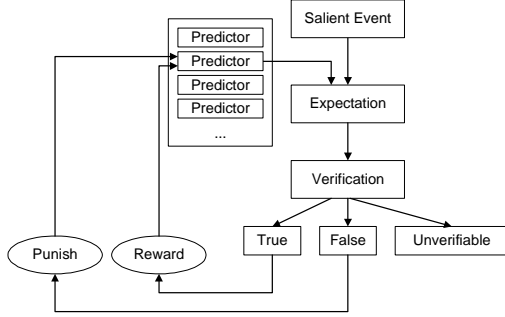 Salient Event
Predictor
Predictor
Predictor
Predictor
...
Expectation
Verification
True
False
Unverifiable
Punish
Reward